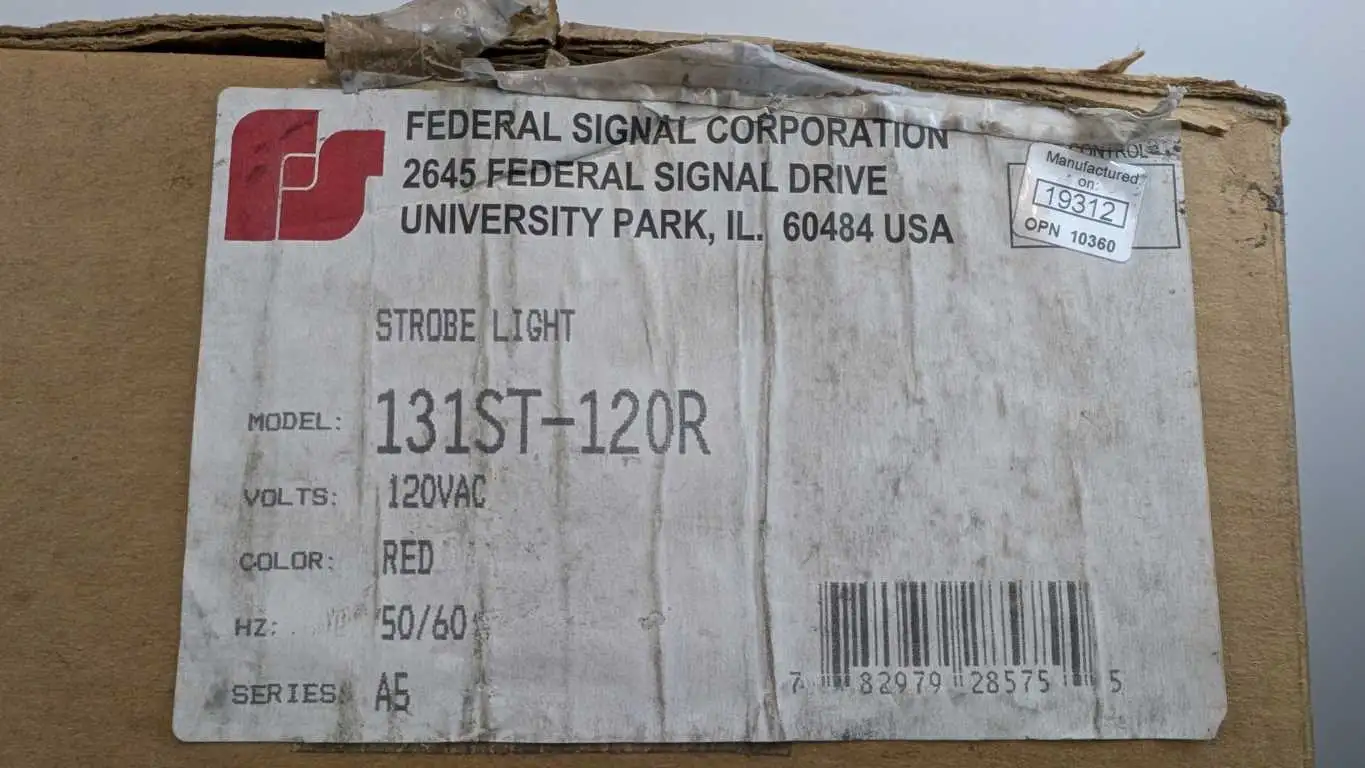 FEDERAL SIGNAL CORPORATION
2645 FEDERAL SIGNAL DRIVE
UNIVERSITY PARK, IL. 60484 USA
CONTROL
Manufactured
on:
19312
OPN 10360
STROBE LIGHT
MODEL: 131ST-120R
VOLTS: 120VAC
COLOR: RED
HZ: 50/60
SERIES: A5
7 82979 28575 5